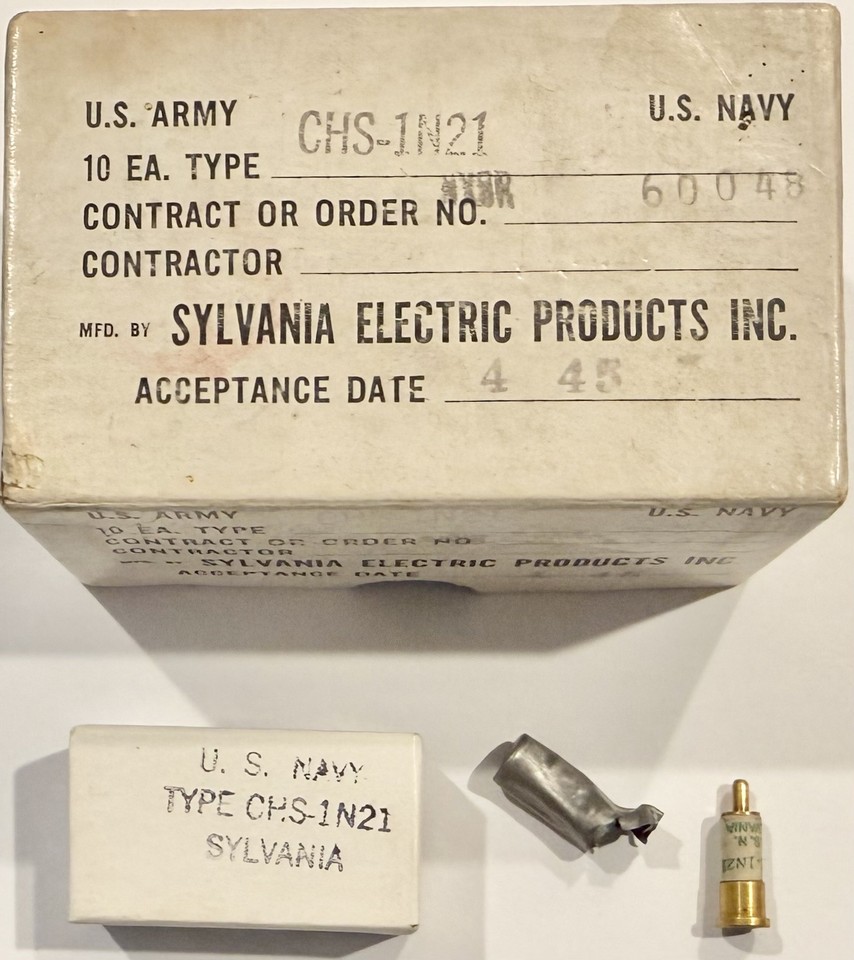 U.S. ARMY U.S. NAVY
10 EA. TYPE CHS-1N21
CONTRACT OR ORDER NO. 60048
CONTRACTOR
MFD. BY SYLVANIA ELECTRIC PRODUCTS INC.
ACCEPTANCE DATE 4 45
U.S. ARMY U.S. NAVY
10 EA. TYPE
CONTRACT OR ORDER NO
CONTRACTOR
SYLVANIA ELECTRIC PRODUCTS INC
ACCEPTANCE DATE
U. S. NAVY
TYPE CHS-1N21
SYLVANIA